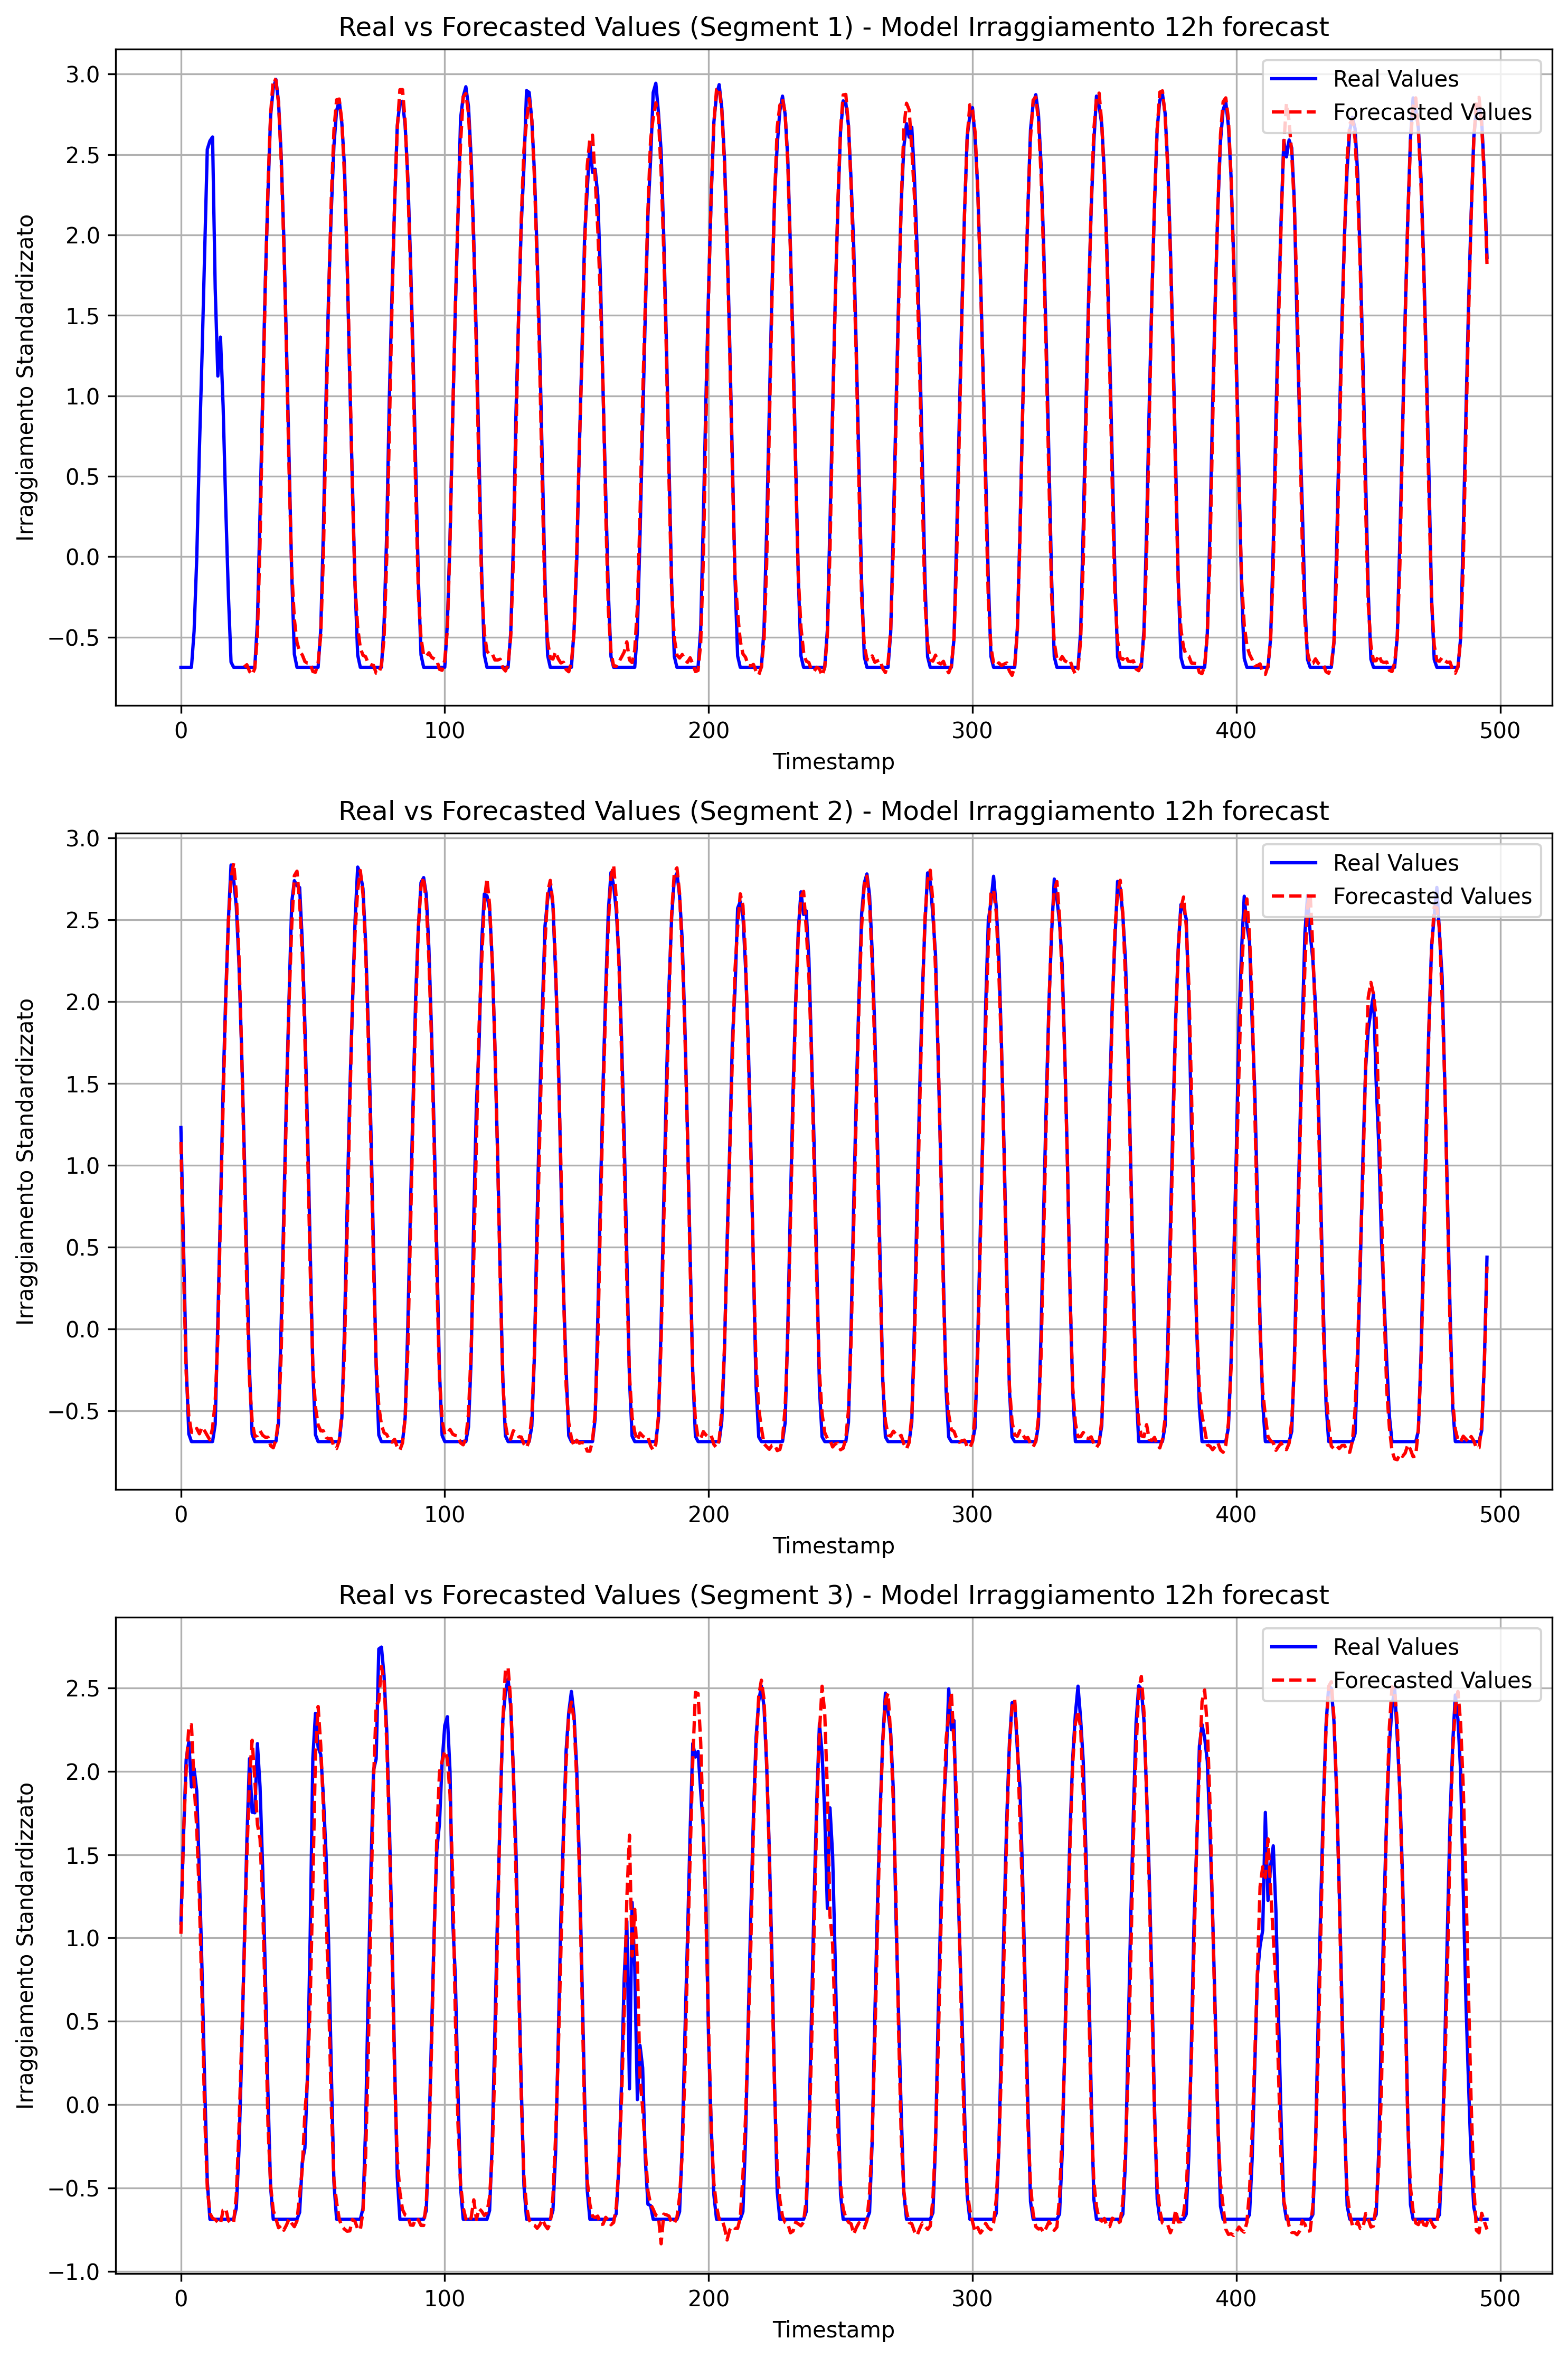 Real vs Forecasted Values (Segment 1) - Model Irraggiamento 12h forecast
3.0
2.5
2.0
1.5
1.0
0.5
0.0
−0.5
Irraggiamento Standardizzato
Real Values
Forecasted Values
0
100
200
300
400
500
Timestamp
Real vs Forecasted Values (Segment 2) - Model Irraggiamento 12h forecast
3.0
2.5
2.0
1.5
1.0
0.5
0.0
−0.5
Irraggiamento Standardizzato
Real Values
Forecasted Values
0
100
200
300
400
500
Timestamp
Real vs Forecasted Values (Segment 3) - Model Irraggiamento 12h forecast
2.5
2.0
1.5
1.0
0.5
0.0
−0.5
−1.0
Irraggiamento Standardizzato
Real Values
Forecasted Values
0
100
200
300
400
500
Timestamp